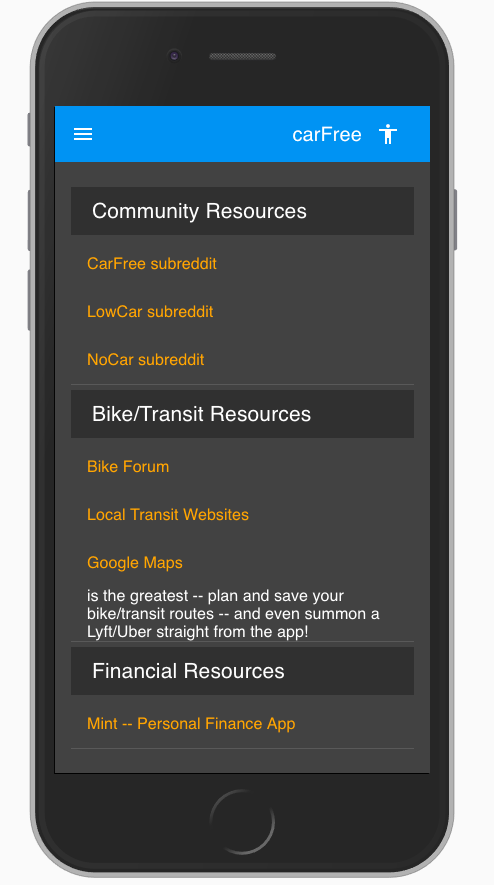 carFree
Community Resources
CarFree subreddit
LowCar subreddit
NoCar subreddit
Bike/Transit Resources
Bike Forum
Local Transit Websites
Google Maps
is the greatest -- plan and save your
bike/transit routes -- and even summon a
Lyft/Uber straight from the app!
Financial Resources
Mint -- Personal Finance App